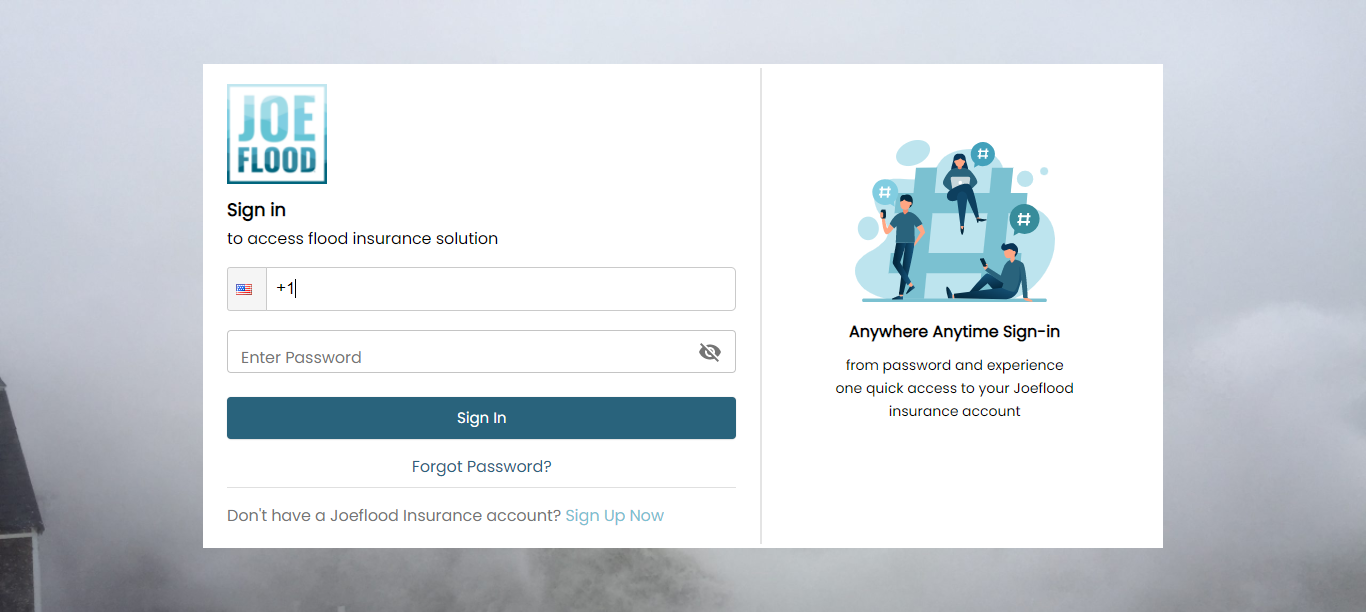 JOE
FLOOD
Sign in
to access flood insurance solution
+1
Enter Password
Sign In
Forgot Password?
Don't have a Joeflood Insurance account? Sign Up Now
#
#
#
Anywhere Anytime Sign-in
from password and experience
one quick access to your Joeflood
insurance account